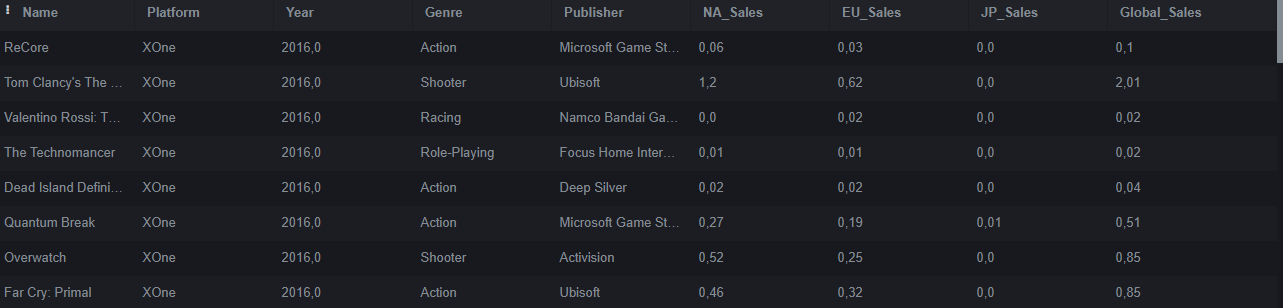 Name Platform Year Genre Publisher NA_Sales EU_Sales JP_Sales Global_Sales
ReCore XOne 2016,0 Action Microsoft Game St... 0,06 0,03 0,0 0,1
Tom Clancy's The ... XOne 2016,0 Shooter Ubisoft 1,2 0,62 0,0 2,01
Valentino Rossi: T... XOne 2016,0 Racing Namco Bandai Ga... 0,0 0,02 0,0 0,02
The Technomancer XOne 2016,0 Role-Playing Focus Home Inter... 0,01 0,01 0,0 0,02
Dead Island Defini... XOne 2016,0 Action Deep Silver 0,02 0,02 0,0 0,04
Quantum Break XOne 2016,0 Action Microsoft Game St... 0,27 0,19 0,01 0,51
Overwatch XOne 2016,0 Shooter Activision 0,52 0,25 0,0 0,85
Far Cry: Primal XOne 2016,0 Action Ubisoft 0,46 0,32 0,0 0,85